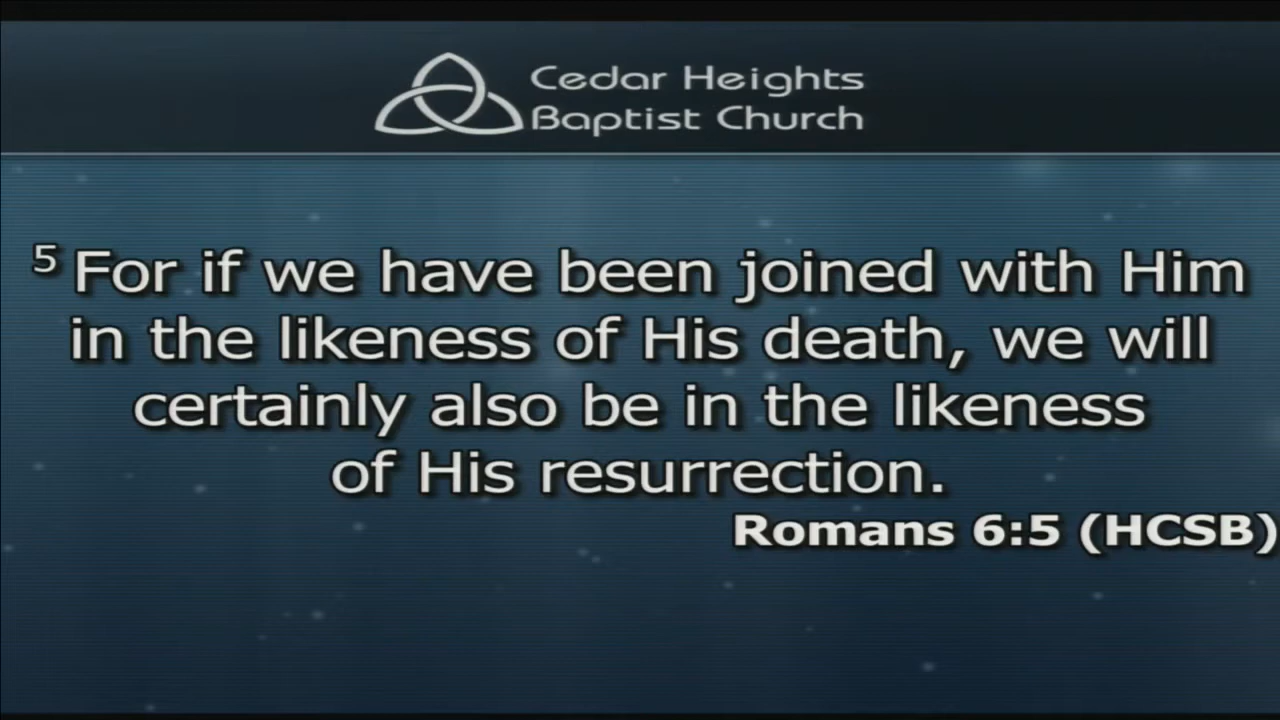 Cedar Heights
Baptist Church
5 For if we have been joined with Him
in the likeness of His death, we will
certainly also be in the likeness
of His resurrection.
Romans 6:5 (HCSB)